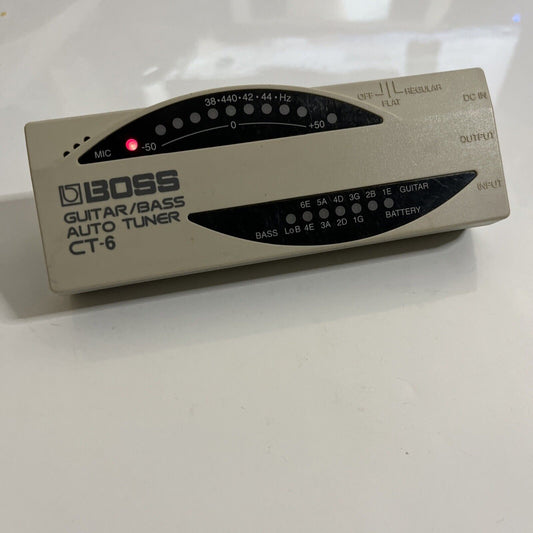 38·440·42·44·Hz
MIC -50 0 +50
OFF REGULAR
FLAT
DC IN
OUTPUT
INPUT
BOSS
GUITAR/BASS
AUTO TUNER
CT-6
6E 5A 4D 3G 2B 1E GUITAR
BASS LoB 4E 3A 2D 1G BATTERY